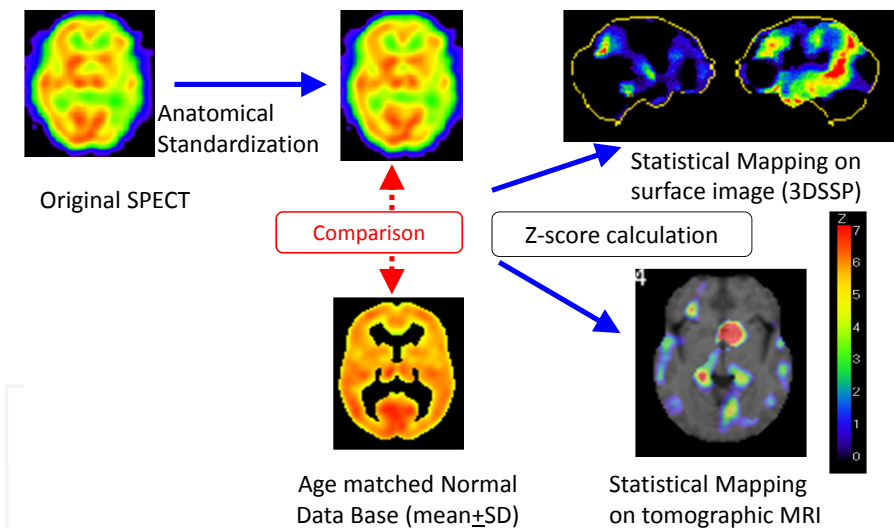 Anatomical
Standardization
Original SPECT
Statistical Mapping on
surface image (3DSSP)
Comparison
Z-score calculation
Z
7
6
5
4
3
2
1
0
4
Age matched Normal
Data Base (mean±SD)
Statistical Mapping
on tomographic MRI